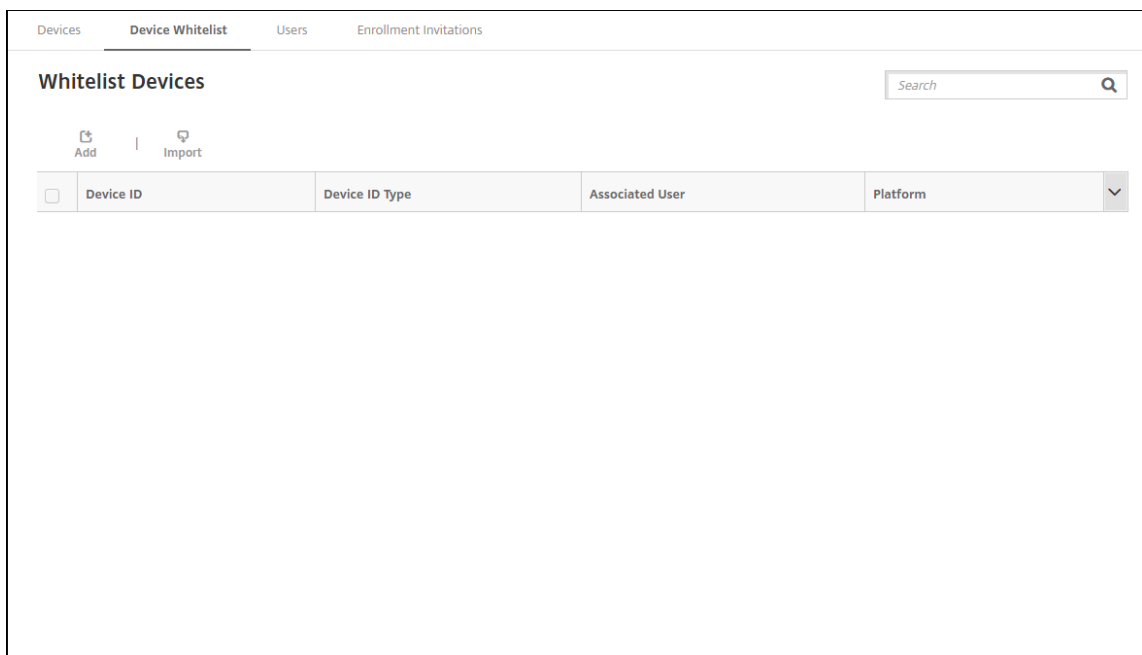 Devices Device Whitelist Users Enrollment Invitations
Whitelist Devices
Search
Add | Import
Device ID Device ID Type Associated User Platform